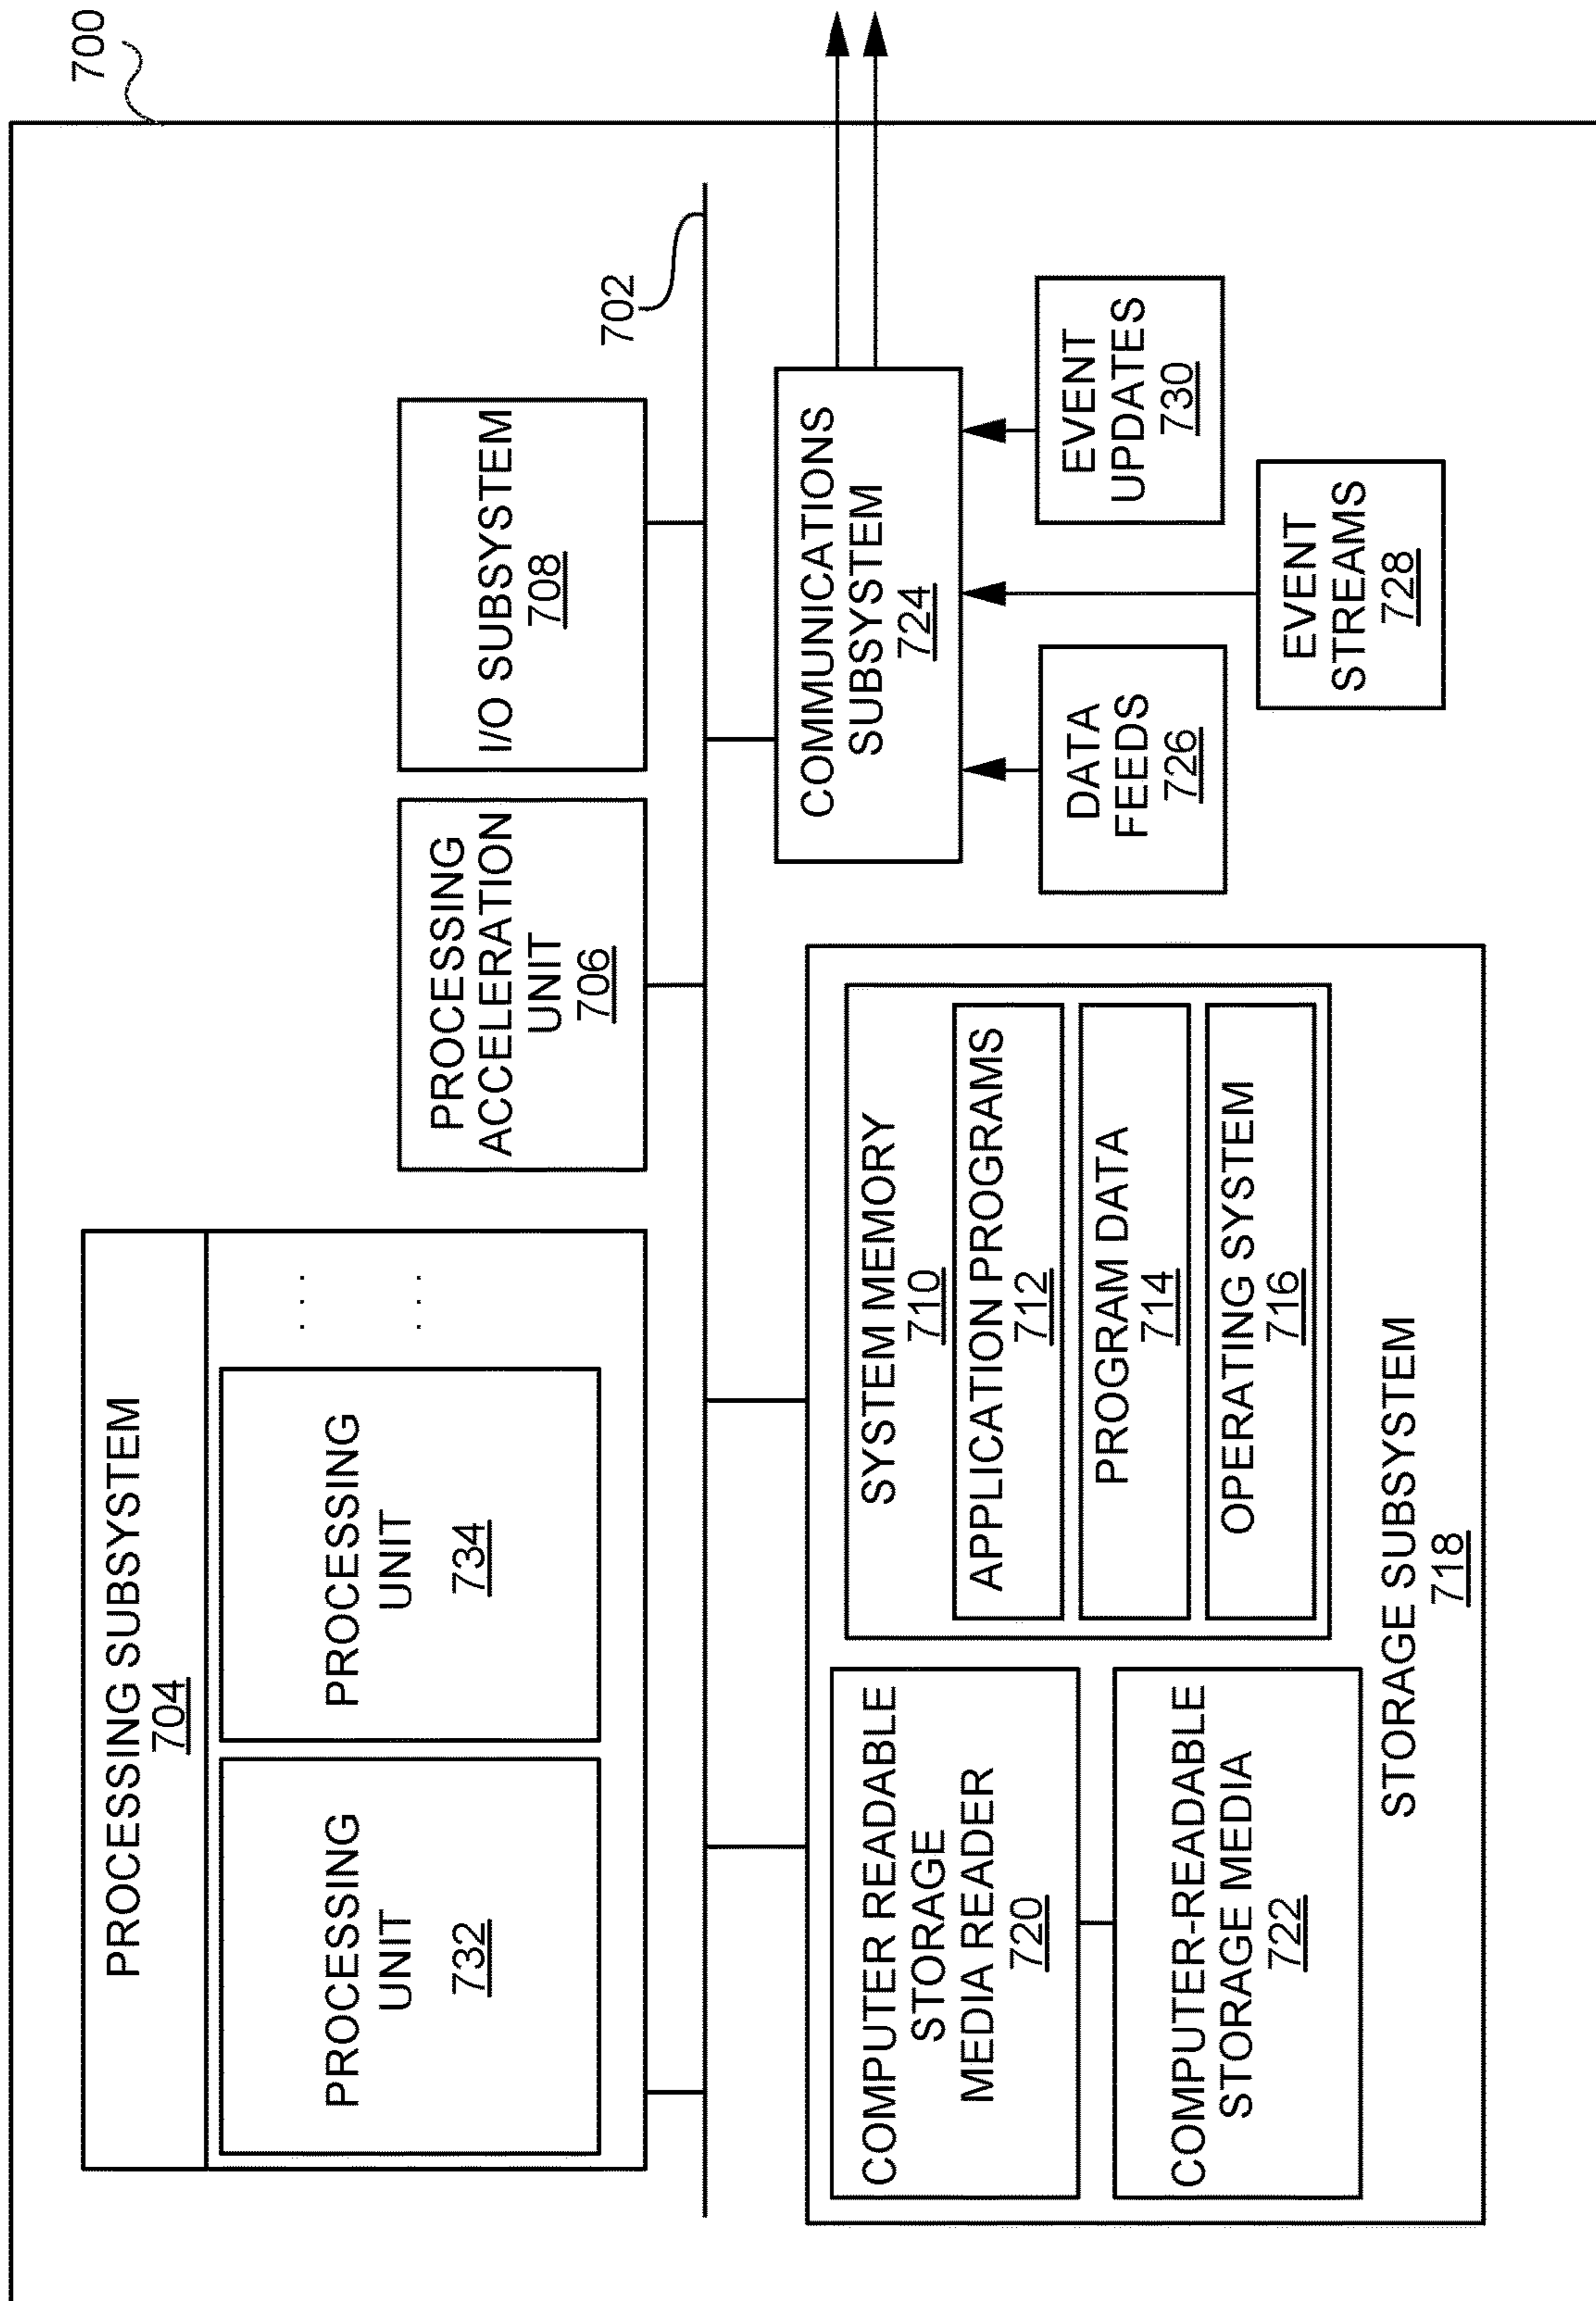 700
PROCESSING SUBSYSTEM
704
PROCESSING
UNIT
732
PROCESSING
UNIT
734
. . .
. . .
PROCESSING
ACCELERATION
UNIT
706
I/O SUBSYSTEM
708
702
COMPUTER READABLE
STORAGE
MEDIA READER
720
COMPUTER-READABLE
STORAGE MEDIA
722
SYSTEM MEMORY
710
APPLICATION PROGRAMS
712
PROGRAM DATA
714
OPERATING SYSTEM
716
STORAGE SUBSYSTEM
718
COMMUNICATIONS
SUBSYSTEM
724
DATA
FEEDS
726
EVENT
STREAMS
728
EVENT
UPDATES
730